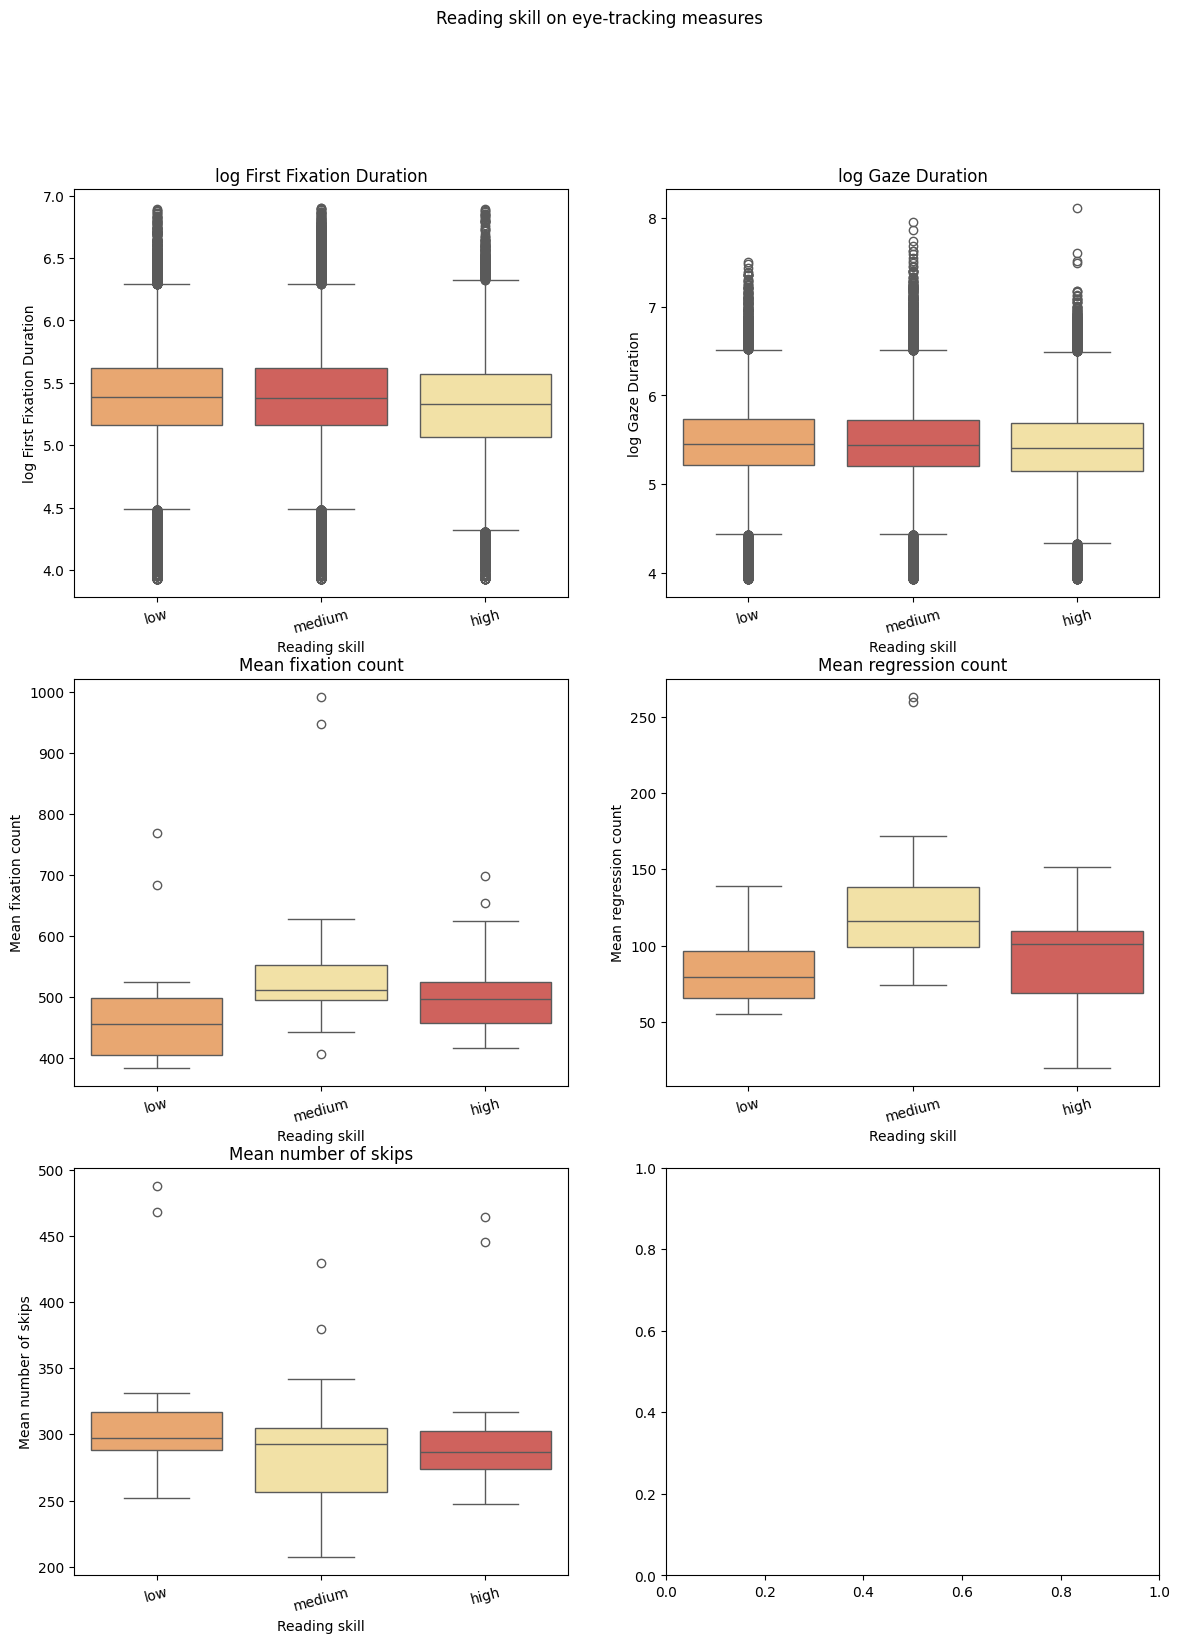 Reading skill on eye-tracking measures
log First Fixation Duration
log First Fixation Duration
7.0
6.5
6.0
5.5
5.0
4.5
4.0
low medium high
Reading skill
log Gaze Duration
log Gaze Duration
8
7
6
5
4
low medium high
Reading skill
Mean fixation count
Mean fixation count
1000
900
800
700
600
500
400
low medium high
Reading skill
Mean regression count
Mean regression count
250
200
150
100
50
low medium high
Reading skill
Mean number of skips
Mean number of skips
500
450
400
350
300
250
200
low medium high
Reading skill
1.0
0.8
0.6
0.4
0.2
0.0
0.0 0.2 0.4 0.6 0.8 1.0